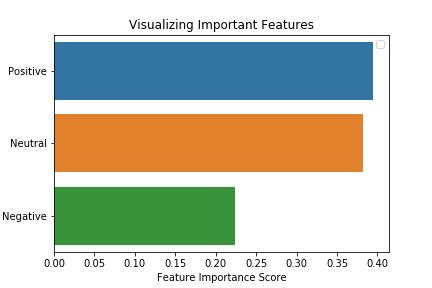 Visualizing Important Features
Positive
Neutral
Negative
0.00 0.05 0.10 0.15 0.20 0.25 0.30 0.35 0.40
Feature Importance Score